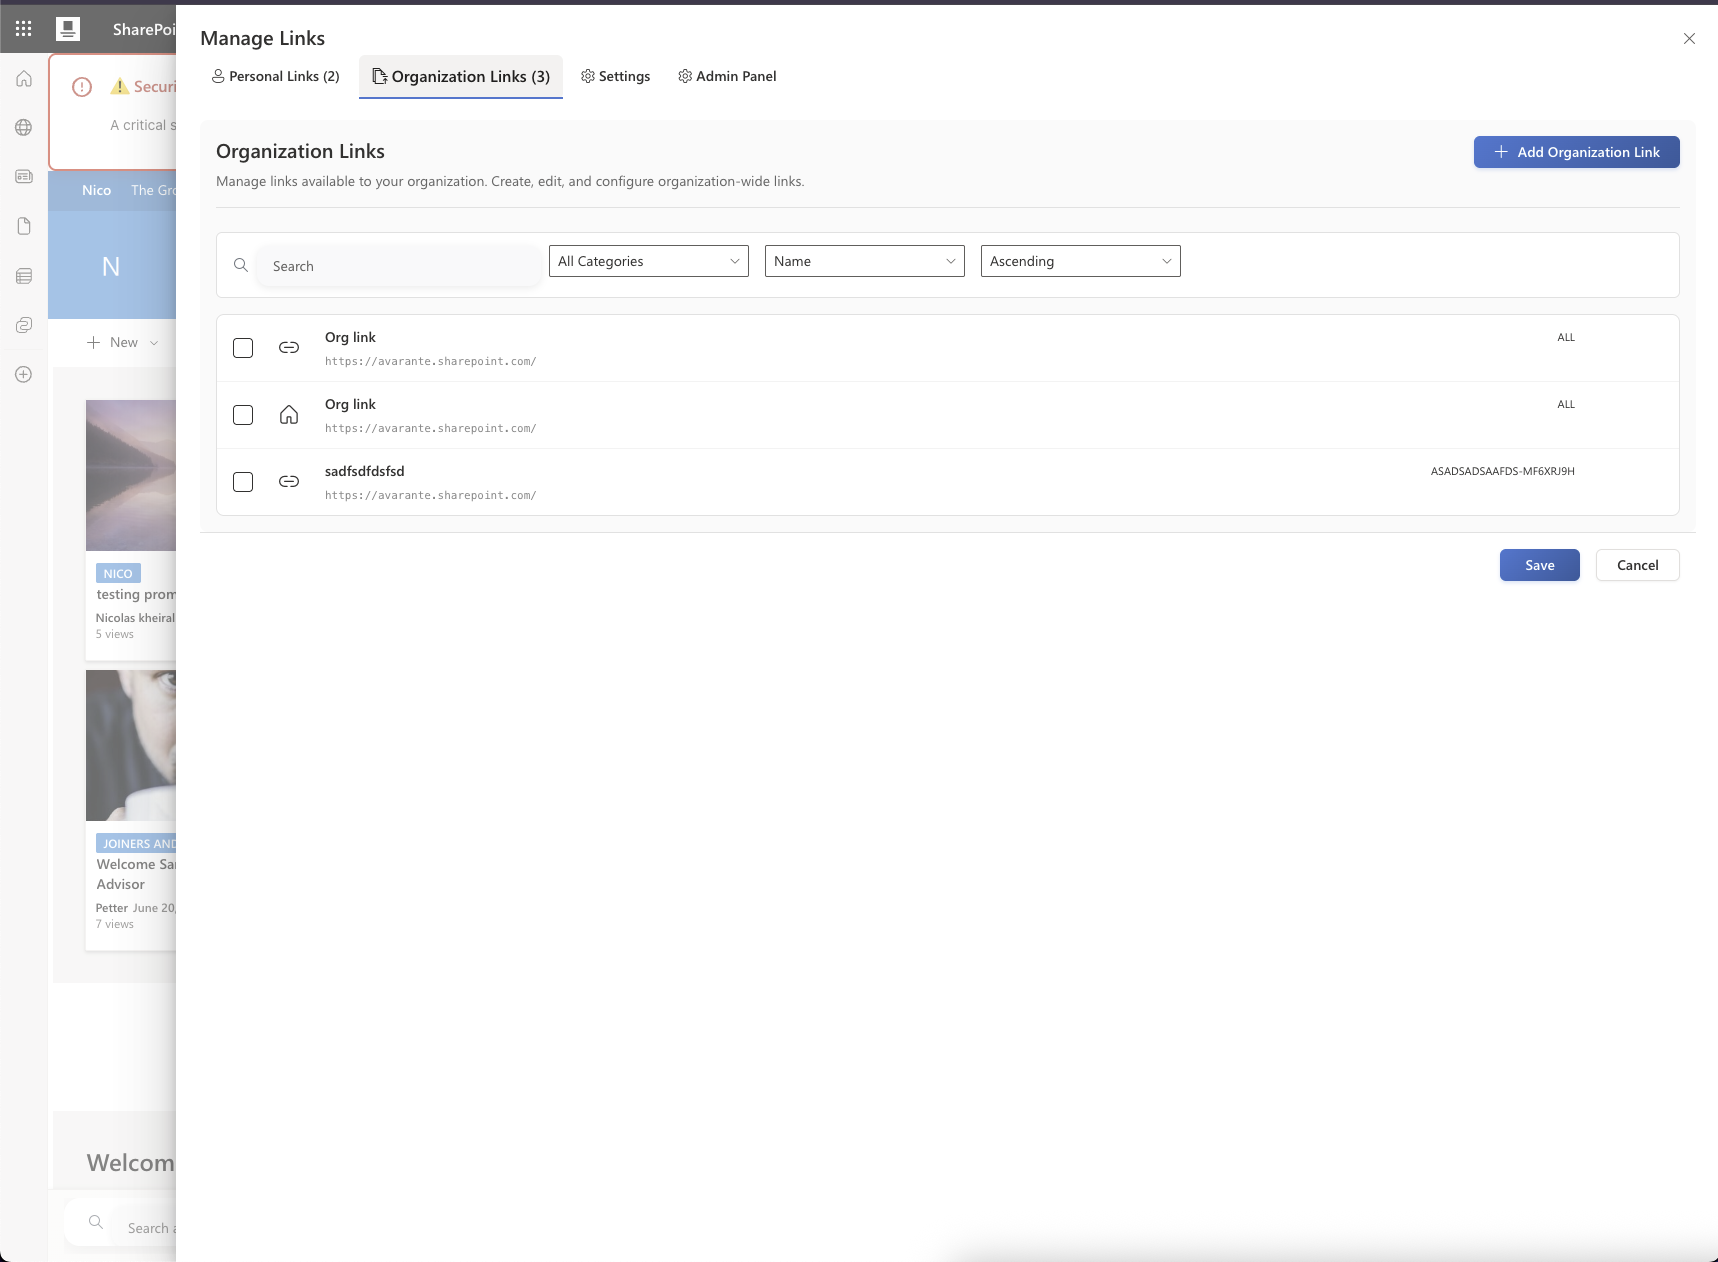 SharePoi
Manage Links
Personal Links (2)
Organization Links (3)
Settings
Admin Panel
Securi
A critical s
Organization Links
Add Organization Link
Manage links available to your organization. Create, edit, and configure organization-wide links.
Nico
The Gro
Search
All Categories
Name
Ascending
N
New
Org link
ALL
https://avarante.sharepoint.com/
Org link
ALL
https://avarante.sharepoint.com/
sadfsdfdsfsd
ASADSADSAAFDS-MF6XRJ9H
https://avarante.sharepoint.com/
Save
Cancel
NICO
testing prom
Nicolas kheiral
5 views
JOINERS AND
Welcome Sar
Advisor
Petter June 20,
7 views
Welcom
Search a